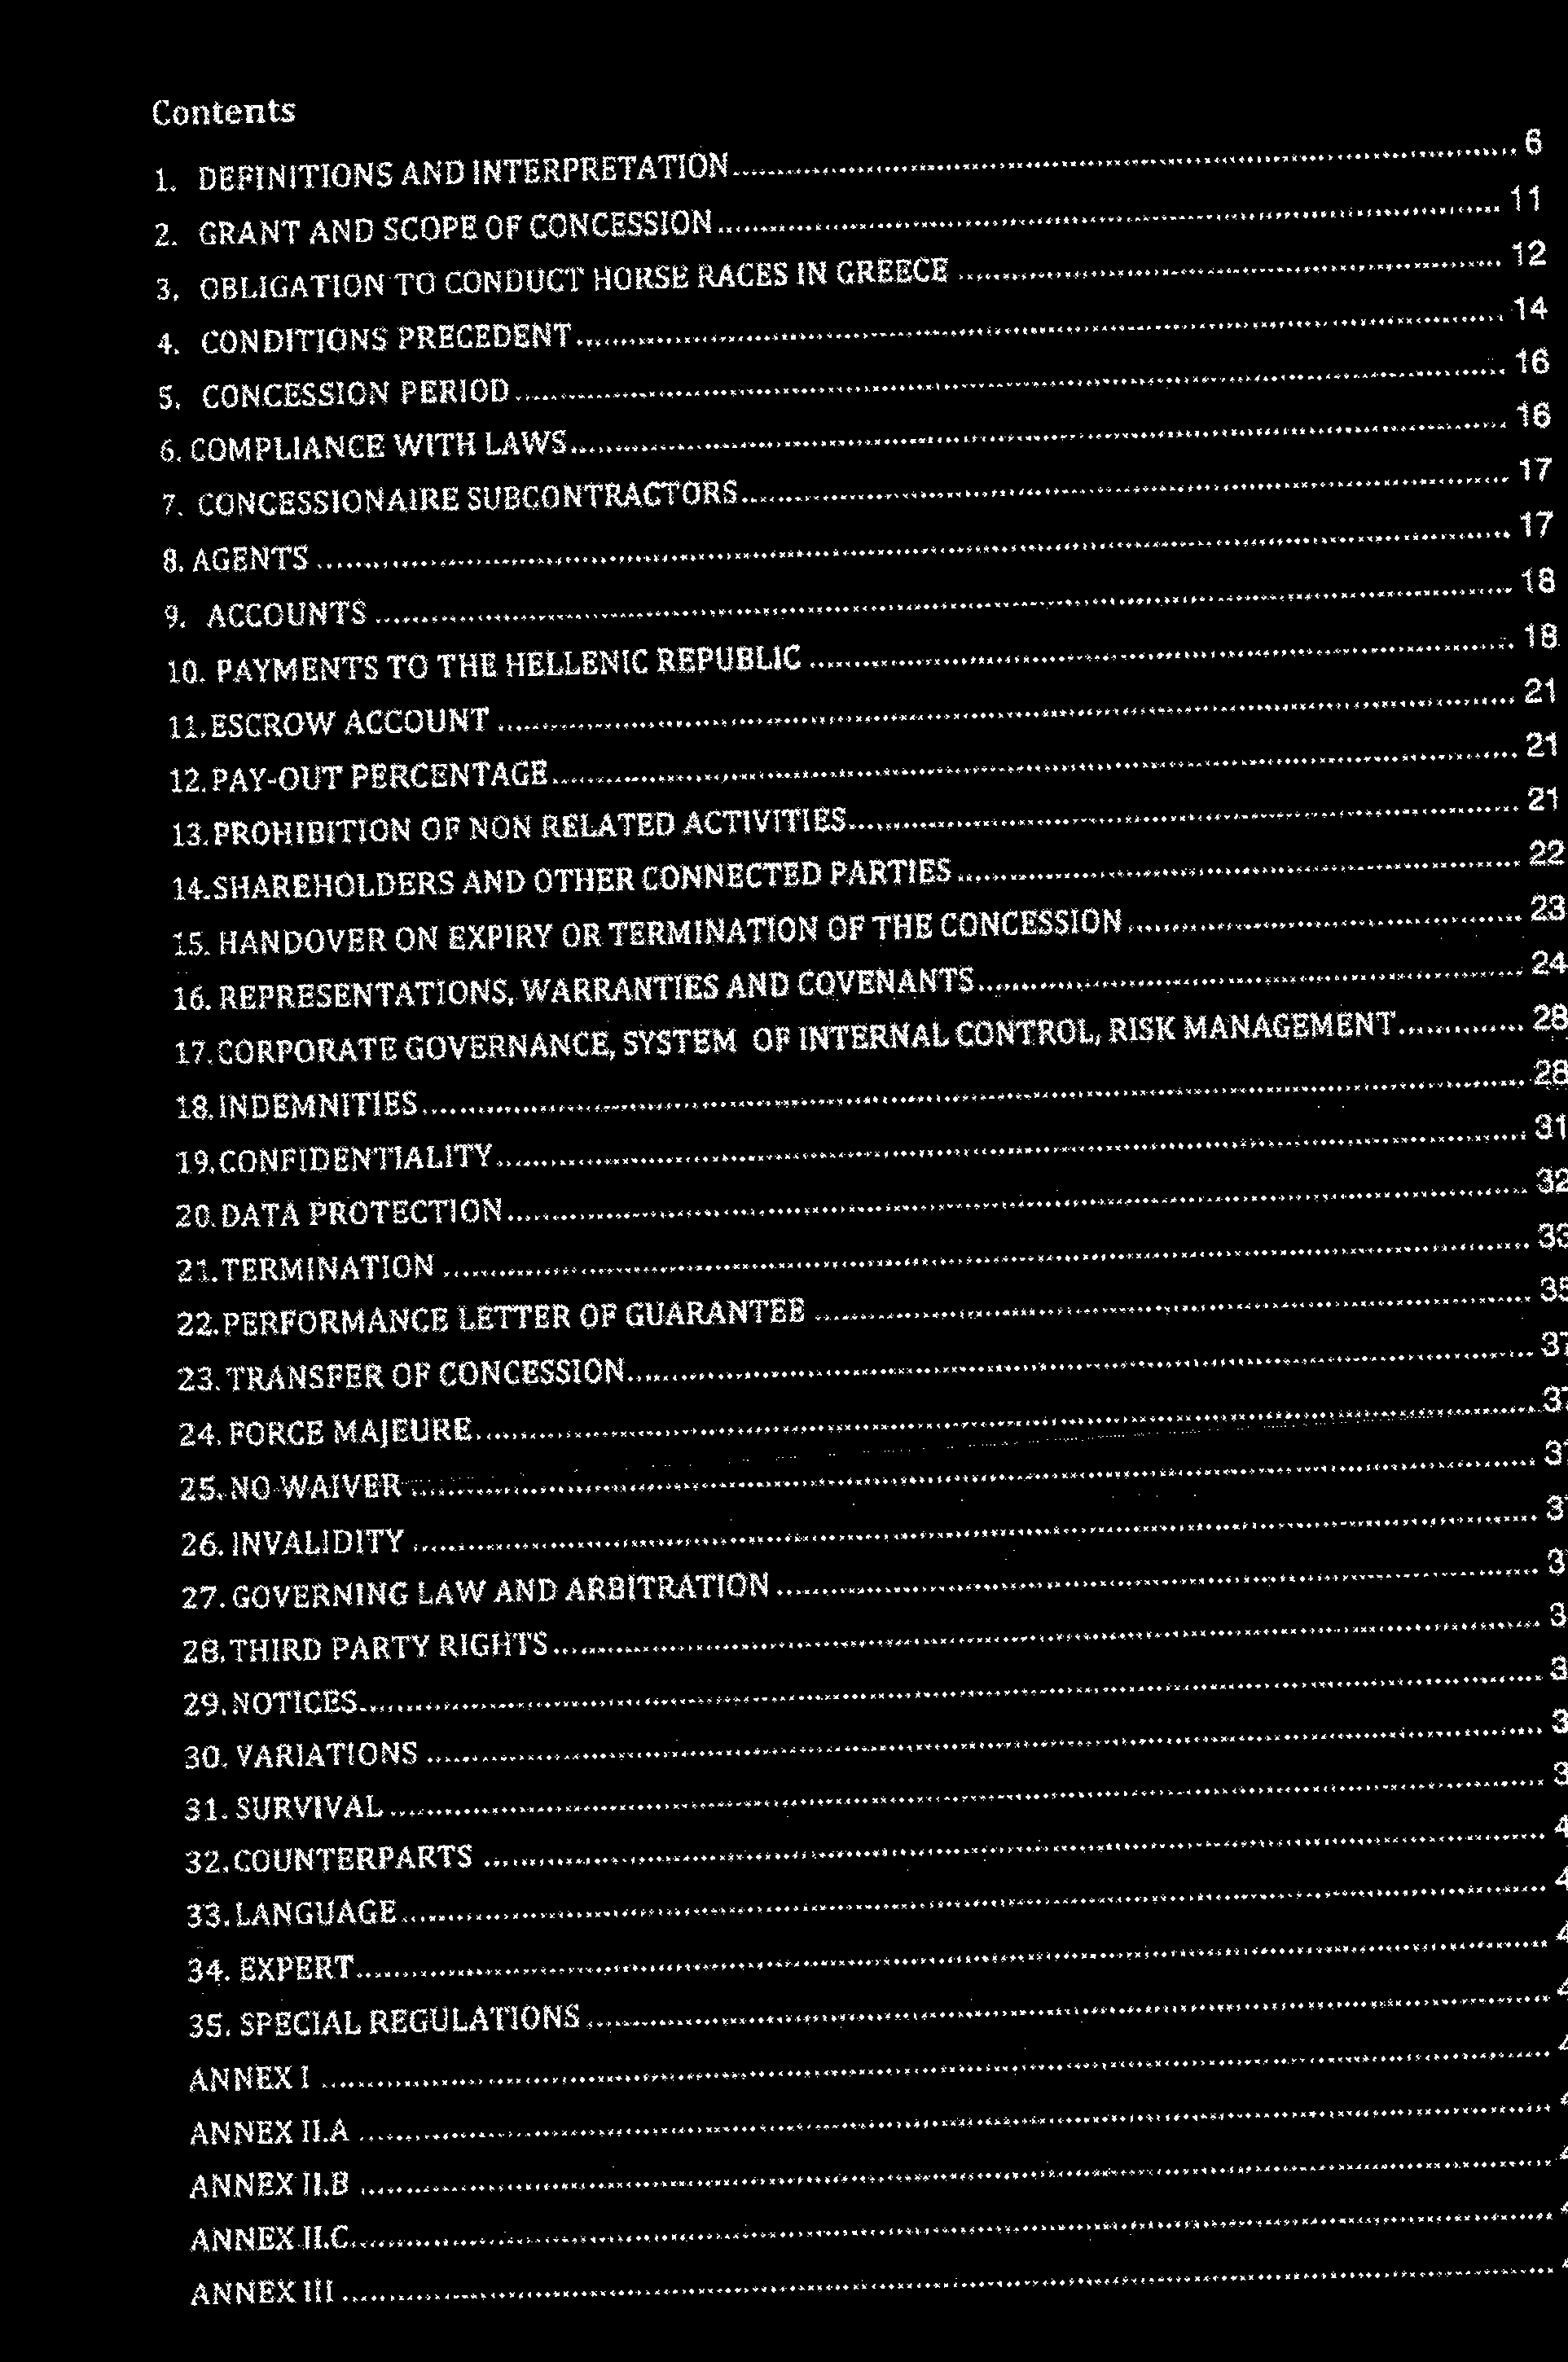 Contents
1. DEFINITIONS AND INTERPRETATION 6
2. GRANT AND SCOPE OF CONCESSION 11
3. OBLIGATION TO CONDUCT HORSE RACES IN GREECE 12
4. CONDITIONS PRECEDENT 14
5. CONCESSION PERIOD 16
6. COMPLIANCE WITH LAWS 16
7. CONCESSIONAIRE SUBCONTRACTORS 17
8. AGENTS 17
9. ACCOUNTS 18
10. PAYMENTS TO THE HELLENIC REPUBLIC 18
11. ESCROW ACCOUNT 21
12. PAY-OUT PERCENTAGE 21
13. PROHIBITION OF NON RELATED ACTIVITIES 21
14. SHAREHOLDERS AND OTHER CONNECTED PARTIES 22
15. HANDOVER ON EXPIRY OR TERMINATION OF THE CONCESSION 23
16. REPRESENTATIONS, WARRANTIES AND COVENANTS 24
17. CORPORATE GOVERNANCE, SYSTEM OF INTERNAL CONTROL, RISK MANAGEMENT 28
18. INDEMNITIES 28
19. CONFIDENTIALITY 31
20. DATA PROTECTION 32
21. TERMINATION 33
22. PERFORMANCE LETTER OF GUARANTEE 35
23. TRANSFER OF CONCESSION 37
24. FORCE MAJEURE 37
25. NO WAIVER
26. INVALIDITY
27. GOVERNING LAW AND ARBITRATION
28. THIRD PARTY RIGHTS
29. NOTICES
30. VARIATIONS
31. SURVIVAL
32. COUNTERPARTS
33. LANGUAGE
34. EXPERT
35. SPECIAL REGULATIONS
ANNEX I
ANNEX II.A
ANNEX II.B
ANNEX II.C
ANNEX III